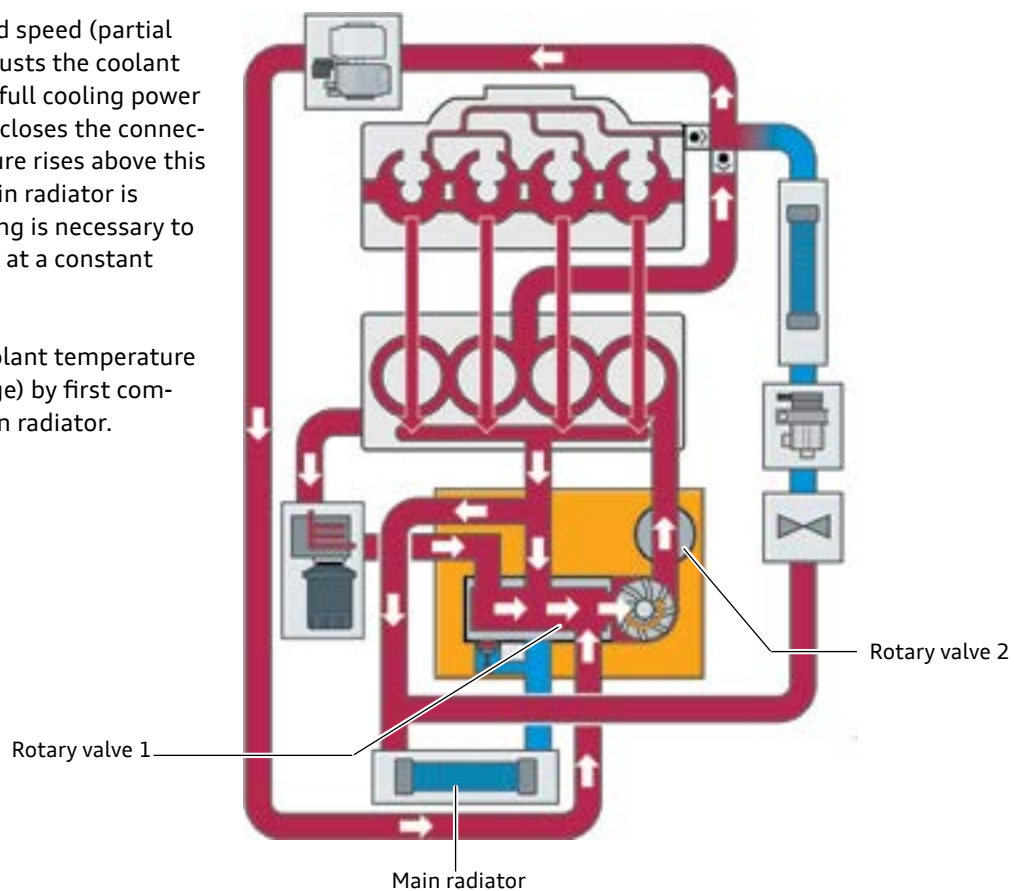 d speed (partial
usts the coolant
full cooling power
closes the connec-
ure rises above this
in radiator is
ng is necessary to
at a constant
olant temperature
ge) by first com-
n radiator.
Rotary valve 2
Rotary valve 1
Main radiator